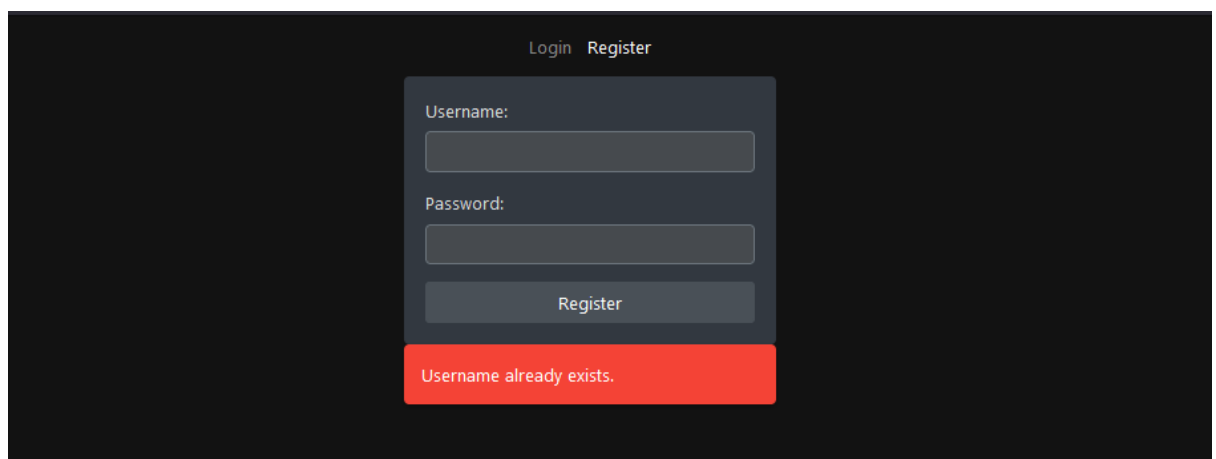 Login Register
Username:
Password:
Register
Username already exists.